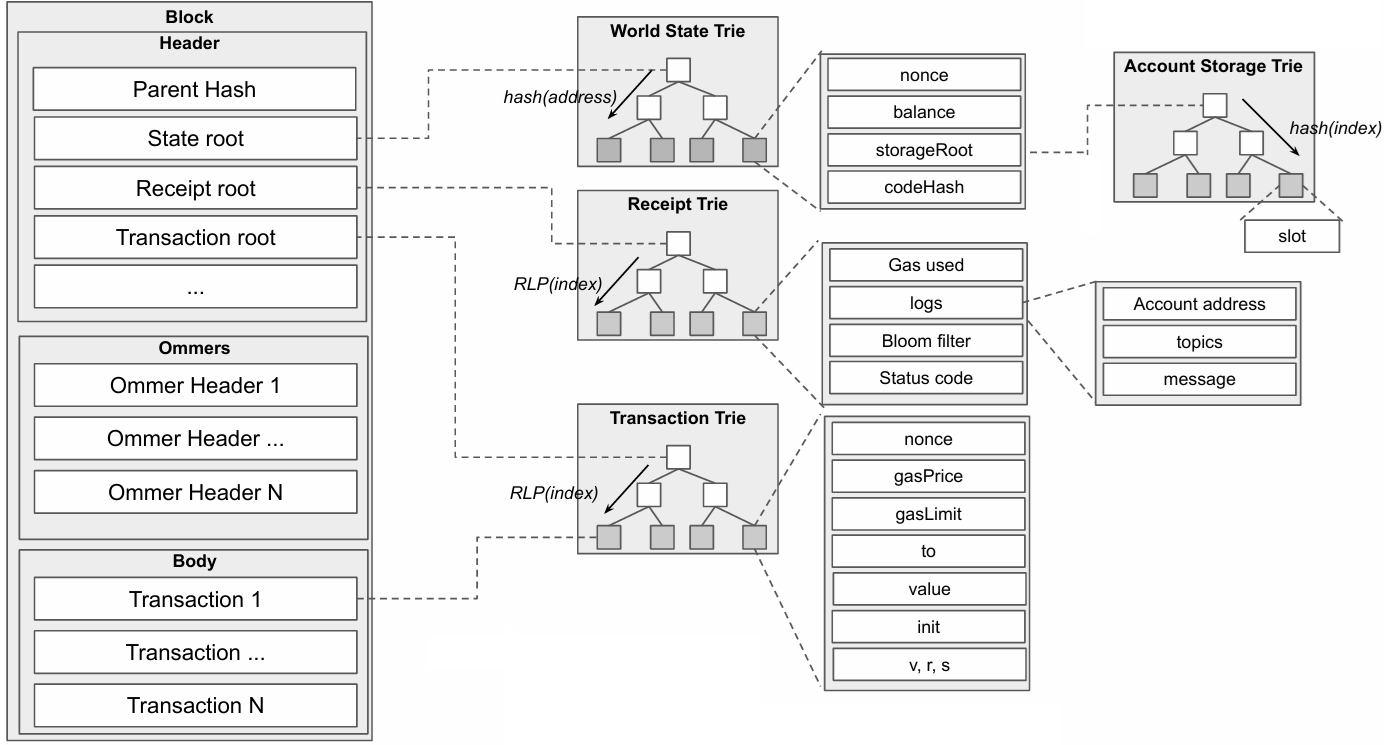 Block
Header
Parent Hash
State root
Receipt root
Transaction root
...
Ommers
Ommer Header 1
Ommer Header ...
Ommer Header N
Body
Transaction 1
Transaction ...
Transaction N
World State Trie
hash(address)
nonce
balance
storageRoot
codeHash
Account Storage Trie
hash(index)
slot
Receipt Trie
RLP(index)
Gas used
logs
Bloom filter
Status code
Account address
topics
message
Transaction Trie
RLP(index)
nonce
gasPrice
gasLimit
to
value
init
v, r, s